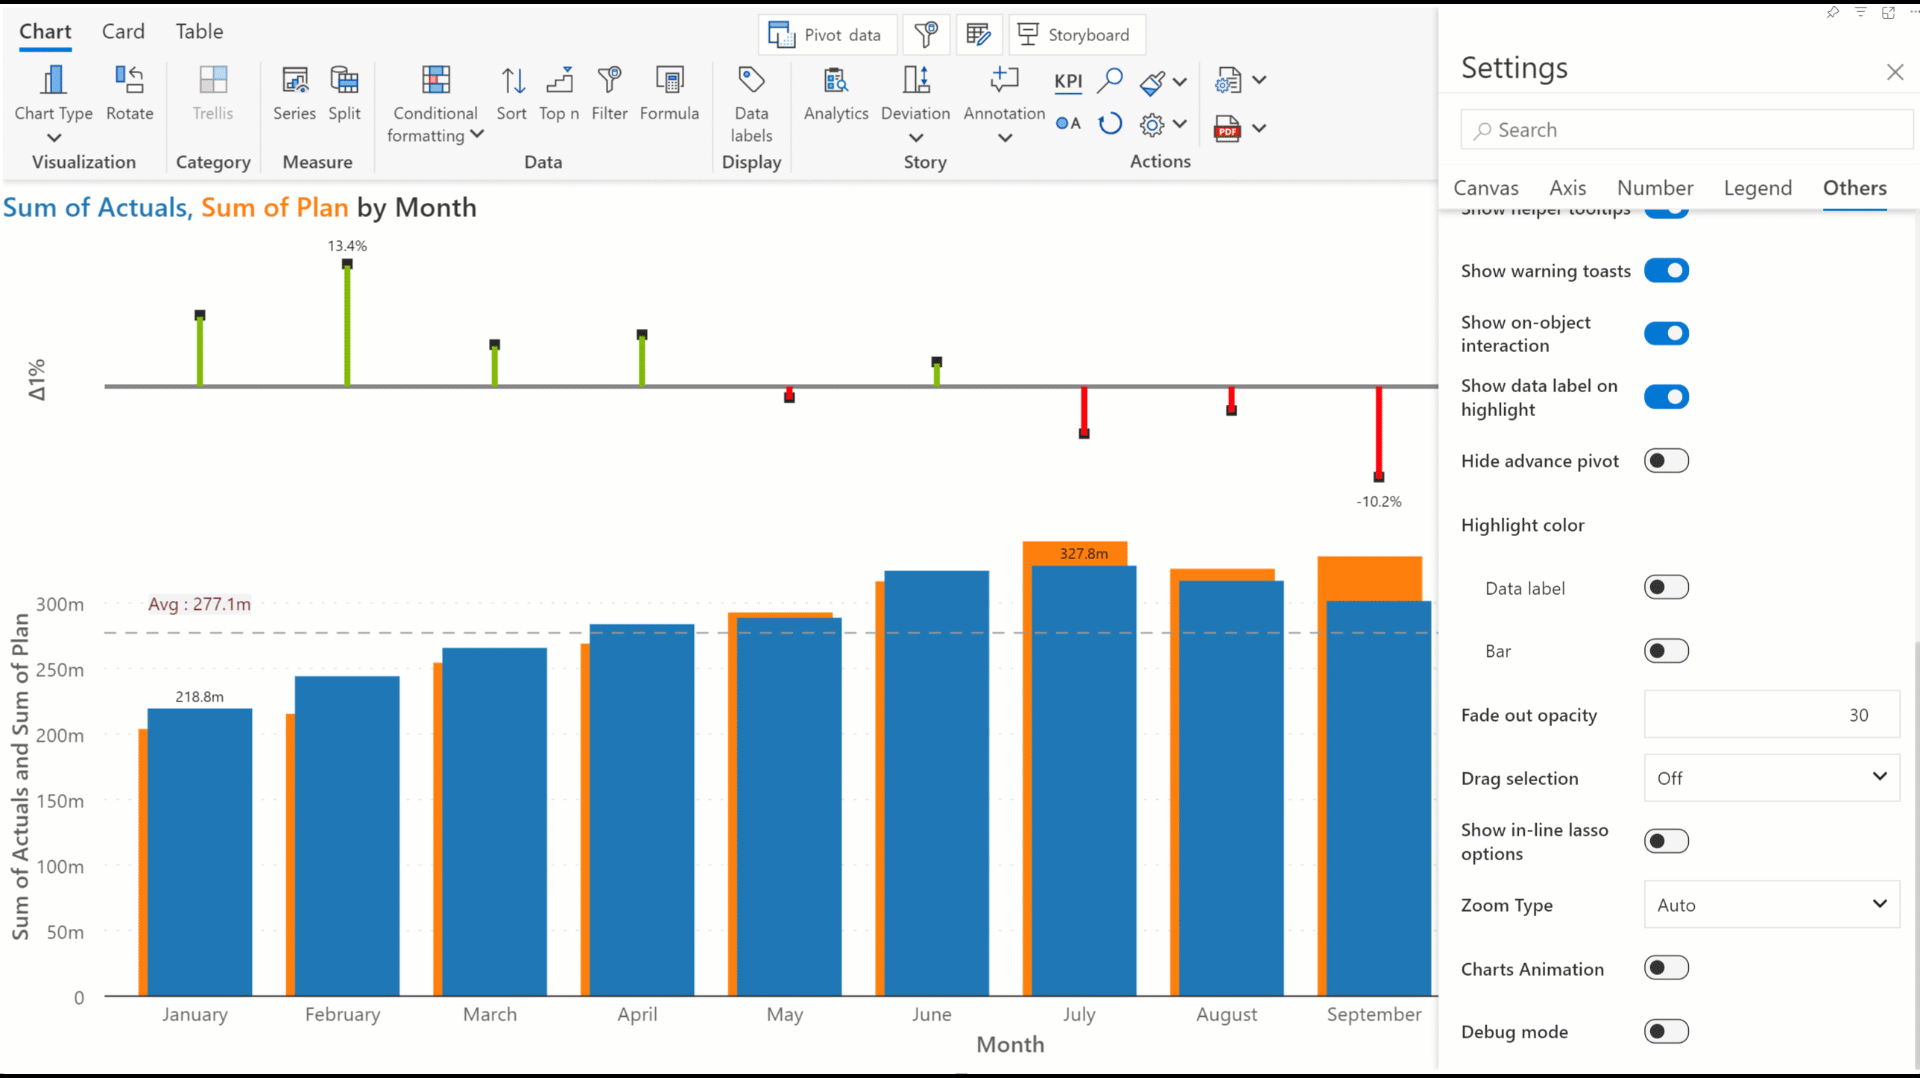 Chart Card Table
Pivot data
Storyboard
Chart Type
Rotate
Visualization
Trellis
Category
Series
Split
Measure
Conditional
formatting
Sort
Top n
Filter
Formula
Data
Data
labels
Display
Analytics
Deviation
Annotation
Story
KPI
A
Actions
PDF
Sum of Actuals, Sum of Plan by Month
Δ1%
13.4%
-10.2%
Sum of Actuals and Sum of Plan
300m
250m
200m
150m
100m
50m
0
Avg : 277.1m
218.8m
327.8m
January
February
March
April
May
June
July
August
September
Month
Settings
Search
Canvas Axis Number Legend Others
Show helper tooltips
Show warning toasts
Show on-object
interaction
Show data label on
highlight
Hide advance pivot
Highlight color
Data label
Bar
Fade out opacity 30
Drag selection Off
Show in-line lasso
options
Zoom Type Auto
Charts Animation
Debug mode